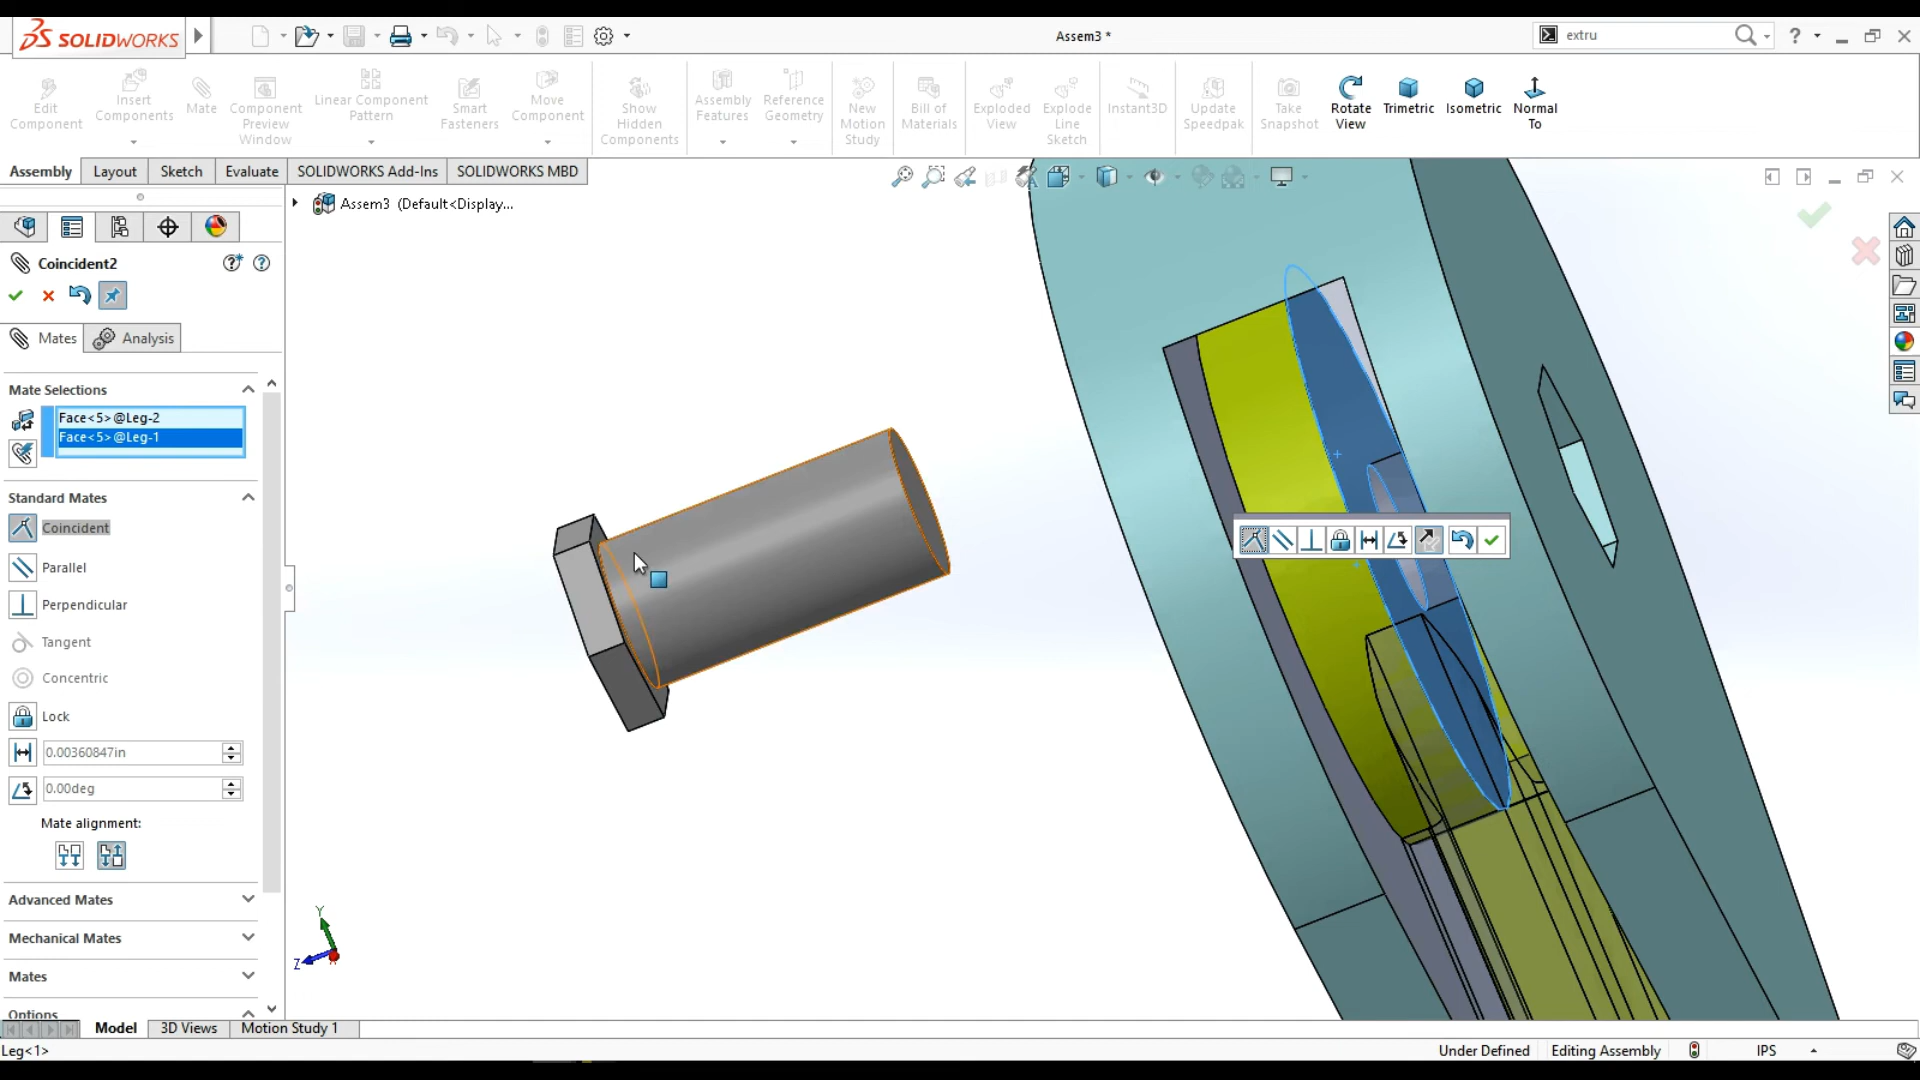 SOLIDWORKS
Assem3 *
extru
Edit
Component
Insert
Components
Mate
Component
Preview
Window
Linear Component
Pattern
Smart
Fasteners
Move
Component
Show
Hidden
Components
Assembly
Features
Reference
Geometry
New
Motion
Study
Bill of
Materials
Exploded
View
Explode
Line
Sketch
Instant3D
Update
Speedpak
Take
Snapshot
Rotate
View
Trimetric
Isometric
Normal
To
Assembly
Layout
Sketch
Evaluate
SOLIDWORKS Add-Ins
SOLIDWORKS MBD
Assem3 (Default<Display...
Coincident2
Mates
Analysis
Mate Selections
Face<5>@Leg-2
Face<5>@Leg-1
Standard Mates
Coincident
Parallel
Perpendicular
Tangent
Concentric
Lock
0.00360847in
0.00deg
Mate alignment:
Advanced Mates
Mechanical Mates
Mates
Options
Y
Z
Model
3D Views
Motion Study 1
Leg<1>
Under Defined
Editing Assembly
IPS